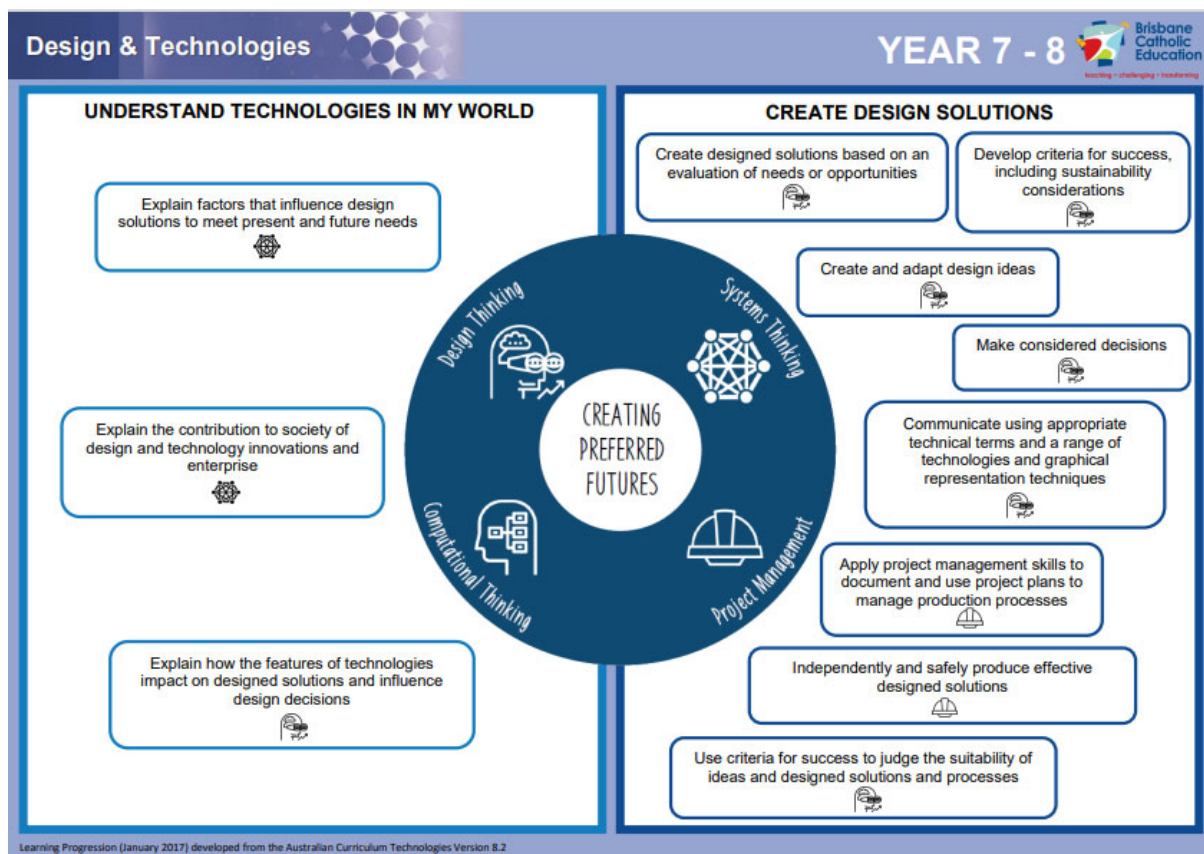 Design & Technologies
YEAR 7 - 8
Brisbane
Catholic
Education
teaching • challenging • transforming
UNDERSTAND TECHNOLOGIES IN MY WORLD
Explain factors that influence design
solutions to meet present and future needs
Explain the contribution to society of
design and technology innovations and
enterprise
Explain how the features of technologies
impact on designed solutions and influence
design decisions
Design Thinking
Systems Thinking
CREATING
PREFERRED
FUTURES
Computational Thinking
Project Management
CREATE DESIGN SOLUTIONS
Create designed solutions based on an
evaluation of needs or opportunities
Develop criteria for success,
including sustainability
considerations
Create and adapt design ideas
Make considered decisions
Communicate using appropriate
technical terms and a range of
technologies and graphical
representation techniques
Apply project management skills to
document and use project plans to
manage production processes
Independently and safely produce effective
designed solutions
Use criteria for success to judge the suitability of
ideas and designed solutions and processes
Learning Progression (January 2017) developed from the Australian Curriculum Technologies Version 8.2